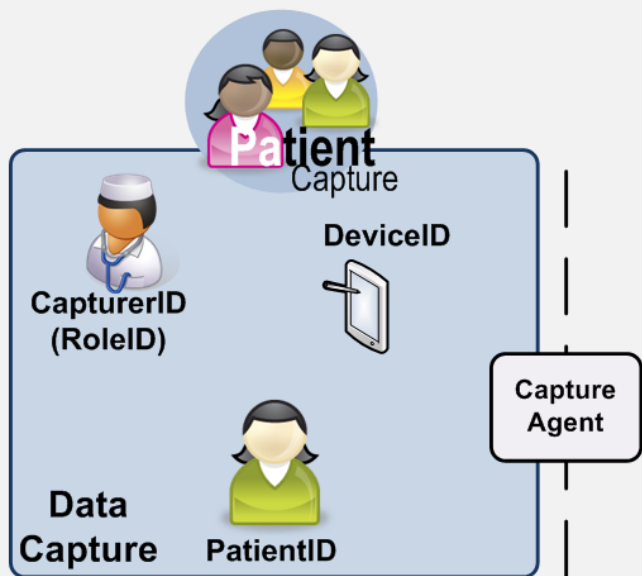 Patient
Capture
DeviceID
CapturerID
(RoleID)
Capture
Agent
Data
Capture
PatientID